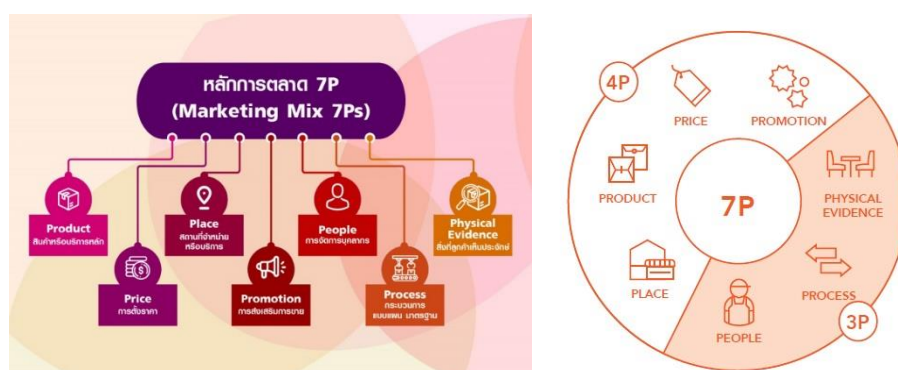 หลักการตลาด 7P
(Marketing Mix 7Ps)
Product
สินค้าหรือบริการหลัก
Price
การตั้งราคา
Place
สถานที่จำหน่าย
หรือบริการ
Promotion
การส่งเสริมการขาย
People
การจัดการบุคลากร
Process
กระบวนการ
แบบแผน มาตรฐาน
Physical
Evidence
สิ่งที่ลูกค้าเห็นประจักษ์
4P
PRICE
PROMOTION
PRODUCT
7P
PHYSICAL
EVIDENCE
PLACE
PROCESS
PEOPLE
3P